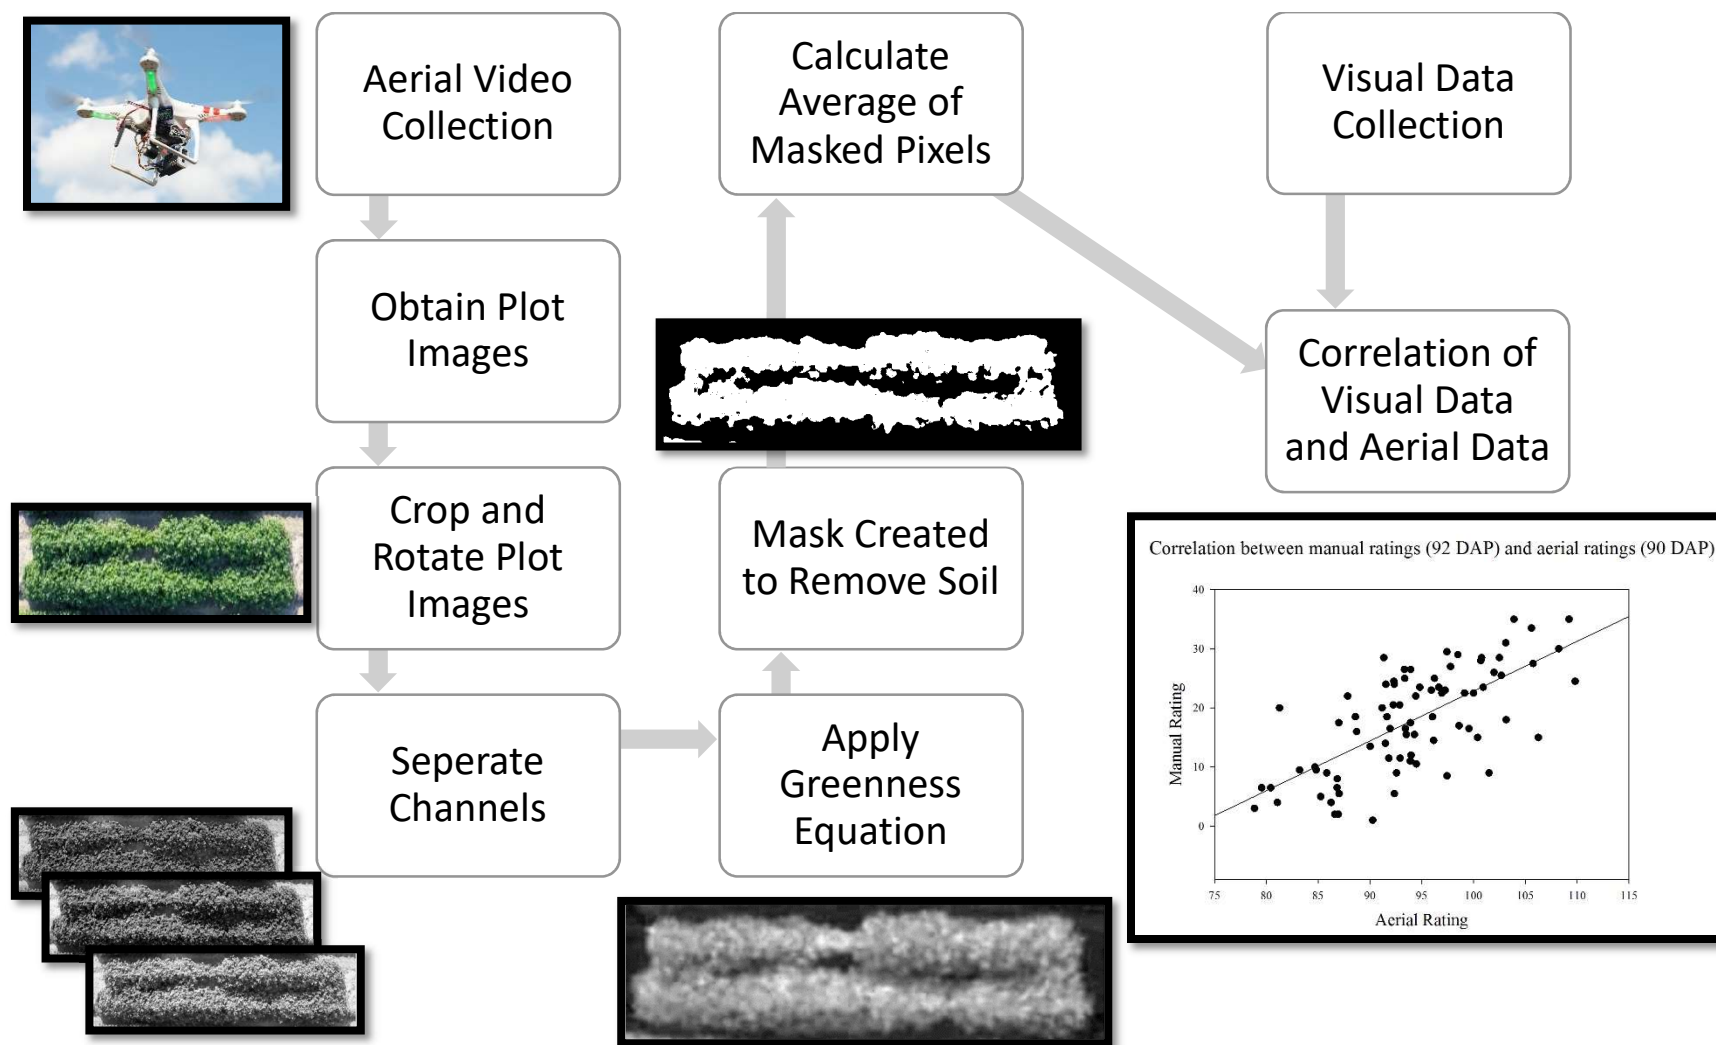 Aerial Video
Collection
Obtain Plot
Images
Crop and
Rotate Plot
Images
Seperate
Channels
Apply
Greenness
Equation
Mask Created
to Remove Soil
Calculate
Average of
Masked Pixels
Visual Data
Collection
Correlation of
Visual Data
and Aerial Data
Correlation between manual ratings (92 DAP) and aerial ratings (90 DAP)
Manual Rating
40
30
20
10
0
75 80 85 90 95 100 105 110 115
Aerial Rating